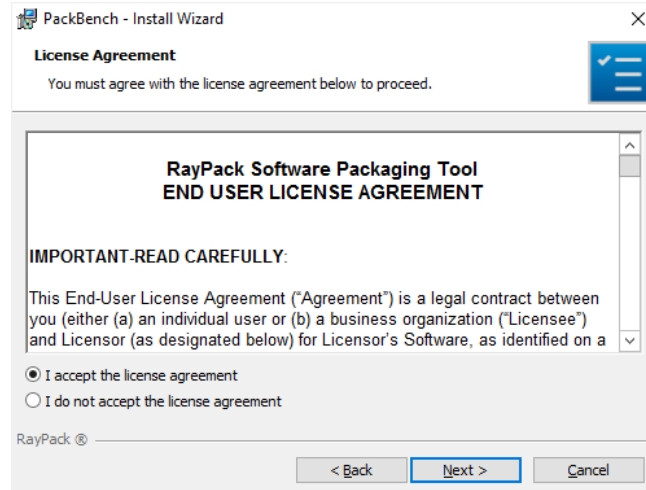 PackBench - Install Wizard
License Agreement
You must agree with the license agreement below to proceed.
RayPack Software Packaging Tool
END USER LICENSE AGREEMENT
IMPORTANT-READ CAREFULLY:
This End-User License Agreement (“Agreement”) is a legal contract between
you (either (a) an individual user or (b) a business organization (“Licensee”)
and Licensor (as designated below) for Licensor's Software, as identified on a
I accept the license agreement
I do not accept the license agreement
RayPack ®
< Back
Next >
Cancel